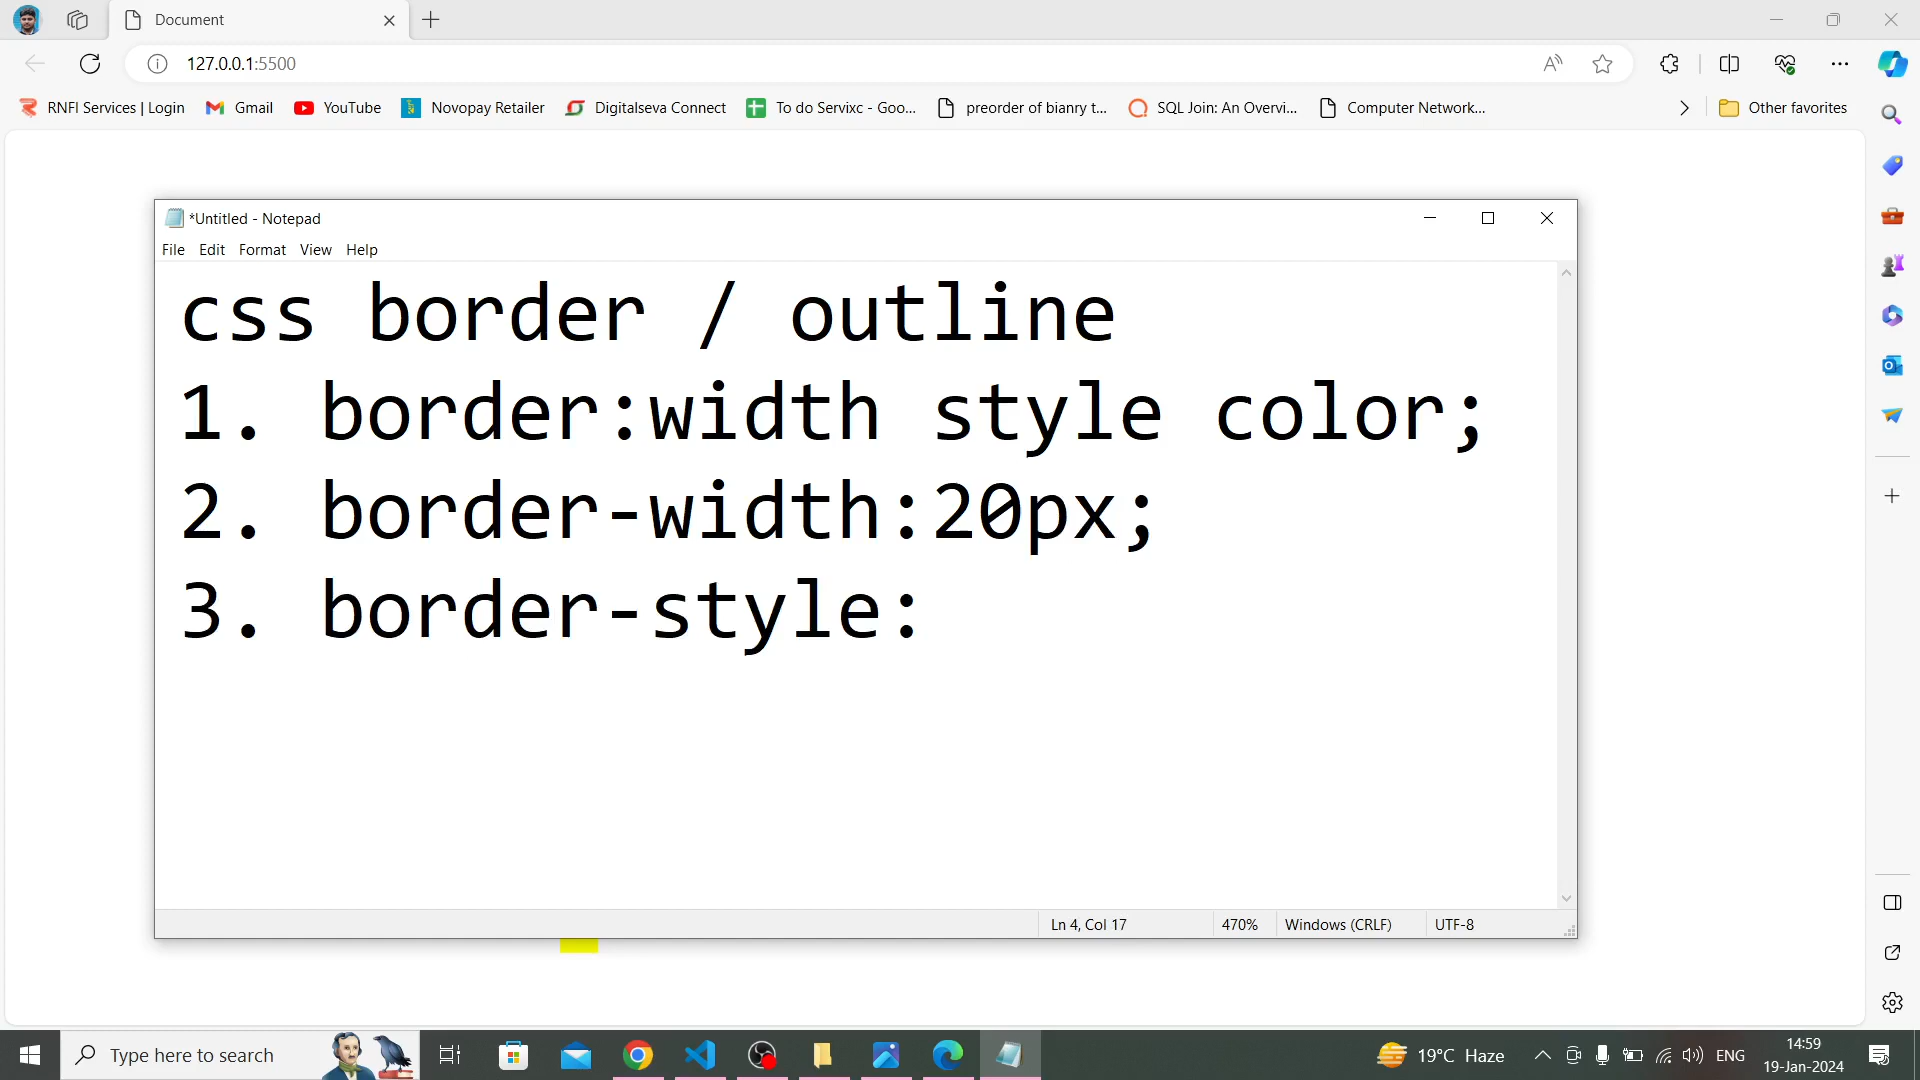 Document
127.0.0.1:5500
RNFI Services | Login
Gmail
YouTube
Novopay Retailer
Digitalseva Connect
To do Servixc - Goo...
preorder of bianry t...
SQL Join: An Overvi...
Computer Network...
Other favorites
*Untitled - Notepad
File Edit Format View Help
css border / outline
1. border:width style color;
2. border-width:20px;
3. border-style:
Ln 4, Col 17
470%
Windows (CRLF)
UTF-8
Type here to search
19°C Haze
ENG
14:59
19-Jan-2024